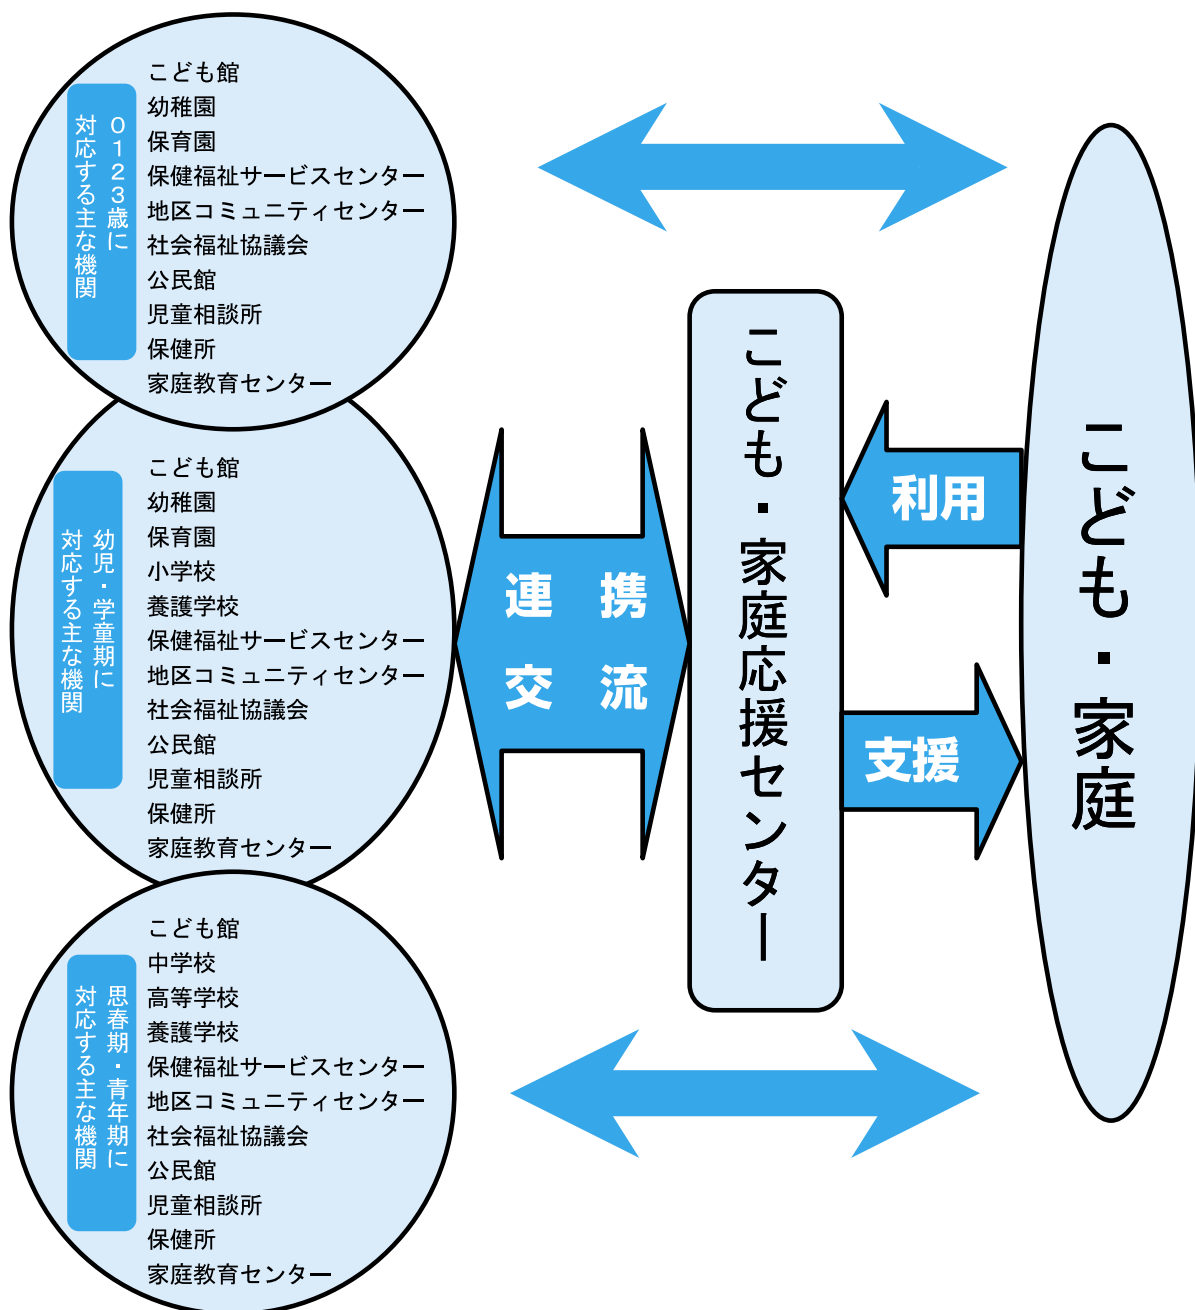 ０１２３歳に
対応する主な機関
こども館
幼稚園
保育園
保健福祉サービスセンター
地区コミュニティセンター
社会福祉協議会
公民館
児童相談所
保健所
家庭教育センター
幼児・学童期に
対応する主な機関
こども館
幼稚園
保育園
小学校
養護学校
保健福祉サービスセンター
地区コミュニティセンター
社会福祉協議会
公民館
児童相談所
保健所
家庭教育センター
思春期・青年期に
対応する主な機関
こども館
中学校
高等学校
養護学校
保健福祉サービスセンター
地区コミュニティセンター
社会福祉協議会
公民館
児童相談所
保健所
家庭教育センター
連　携
交　流
こども・家庭応援センター
利用
支援
こども・家庭